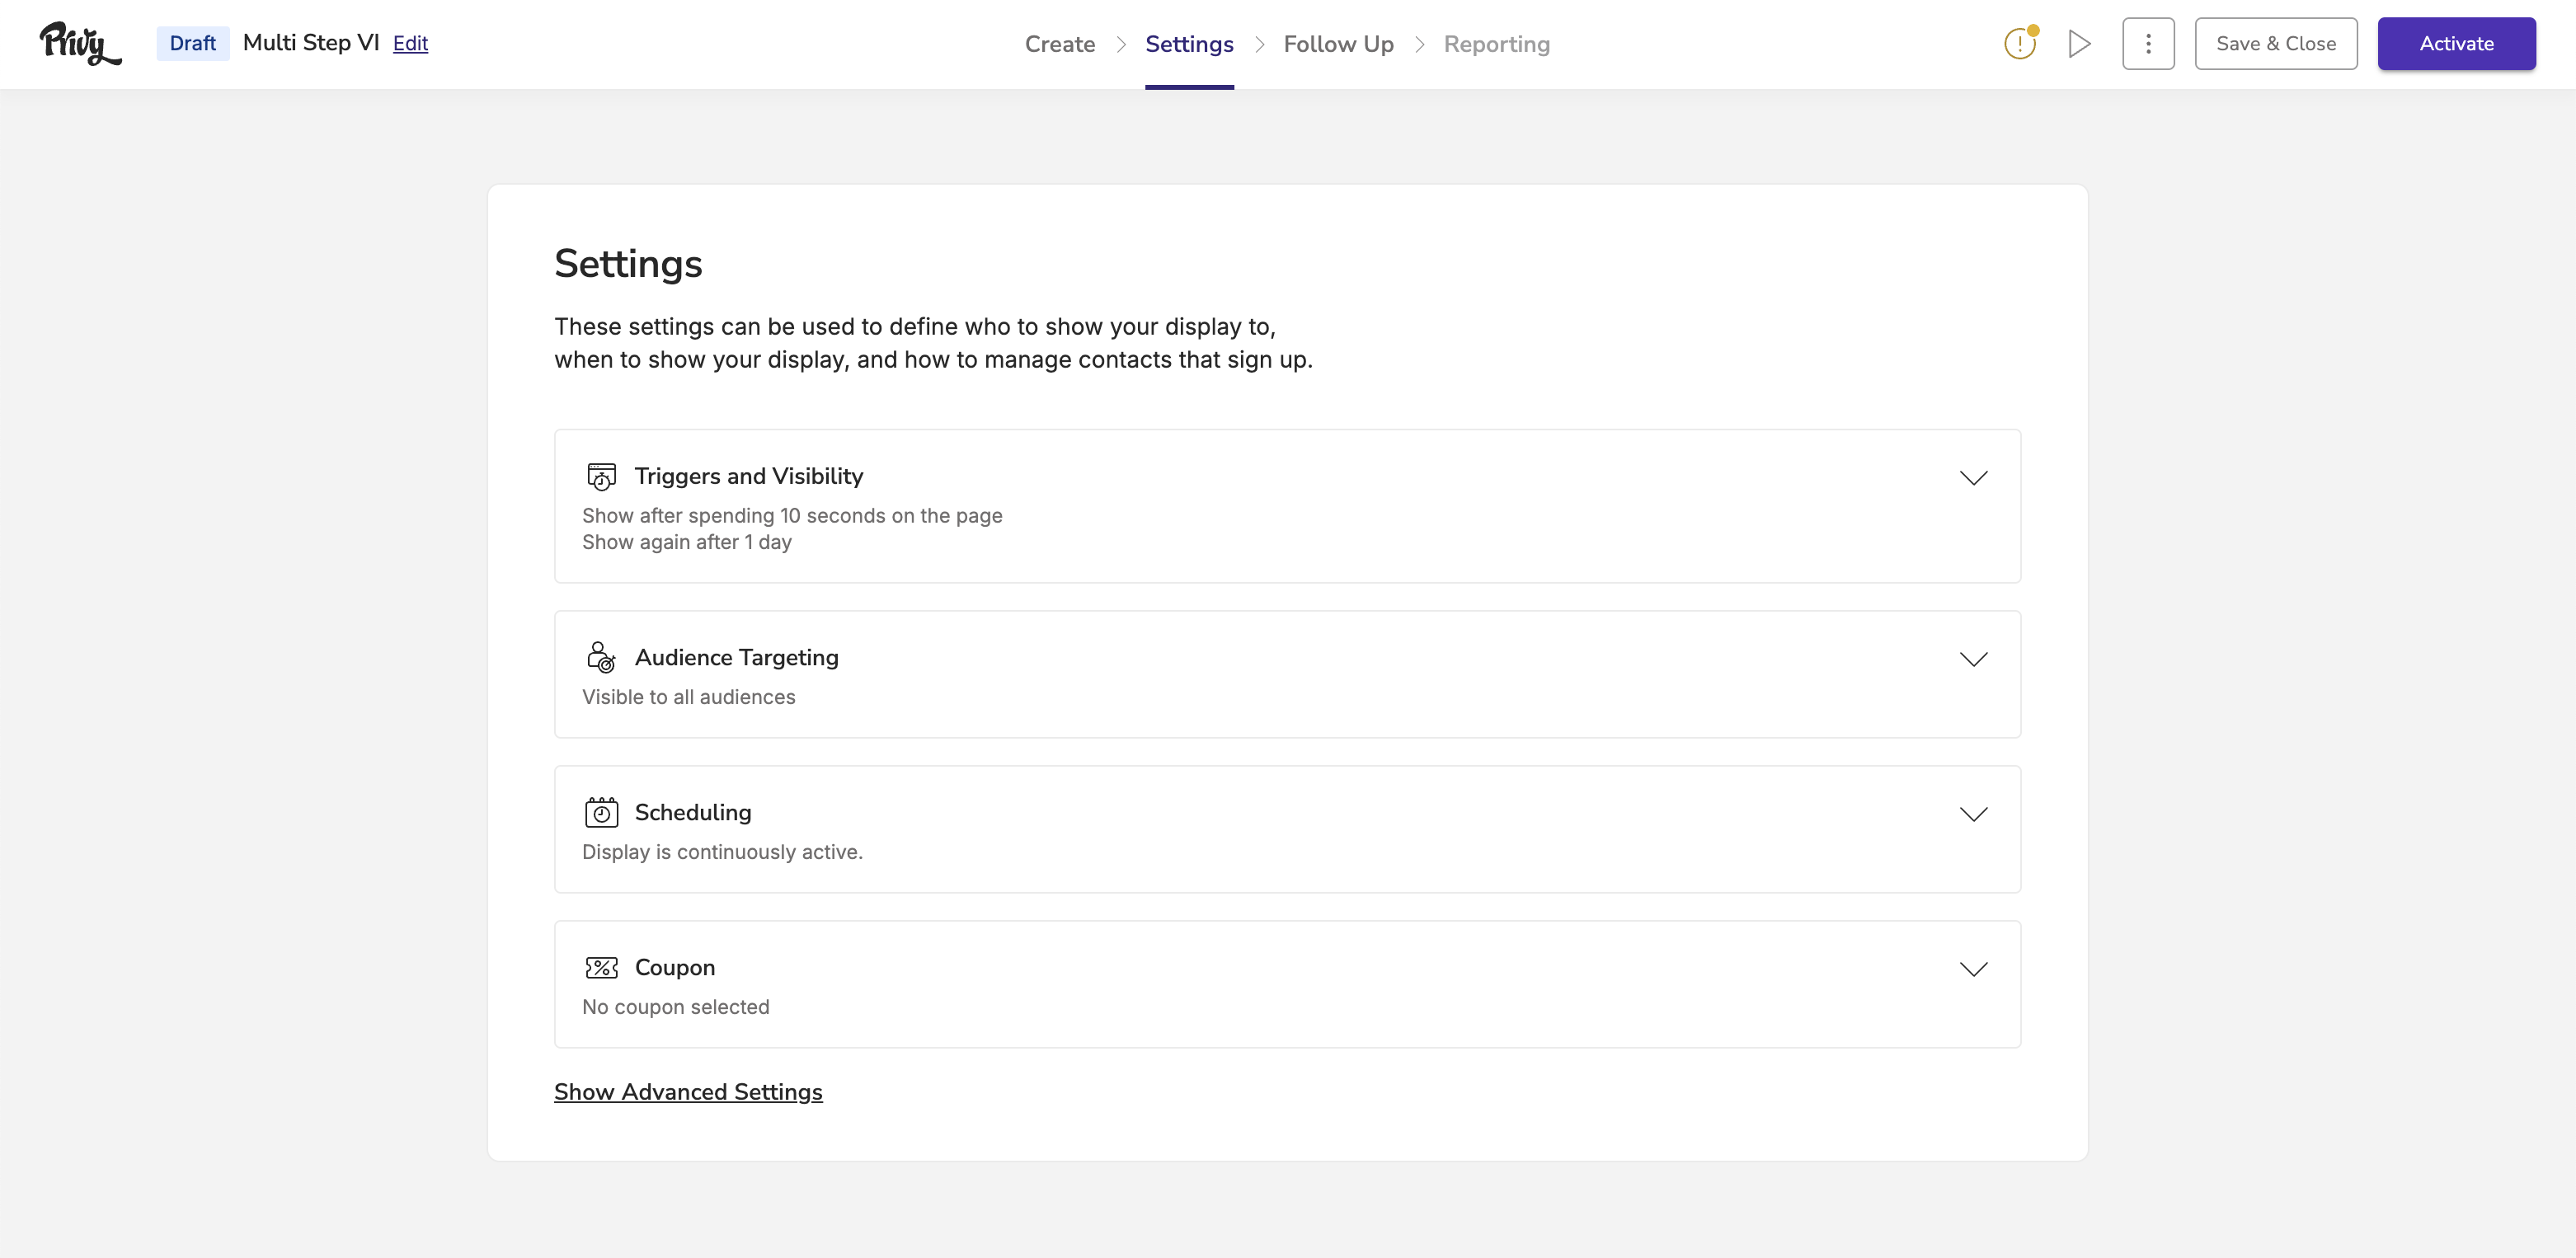 Privy
Draft
Multi Step VI
Edit
Create
Settings
Follow Up
Reporting
Save & Close
Activate
Settings
These settings can be used to define who to show your display to,
when to show your display, and how to manage contacts that sign up.
Triggers and Visibility
Show after spending 10 seconds on the page
Show again after 1 day
Audience Targeting
Visible to all audiences
Scheduling
Display is continuously active.
Coupon
No coupon selected
Show Advanced Settings